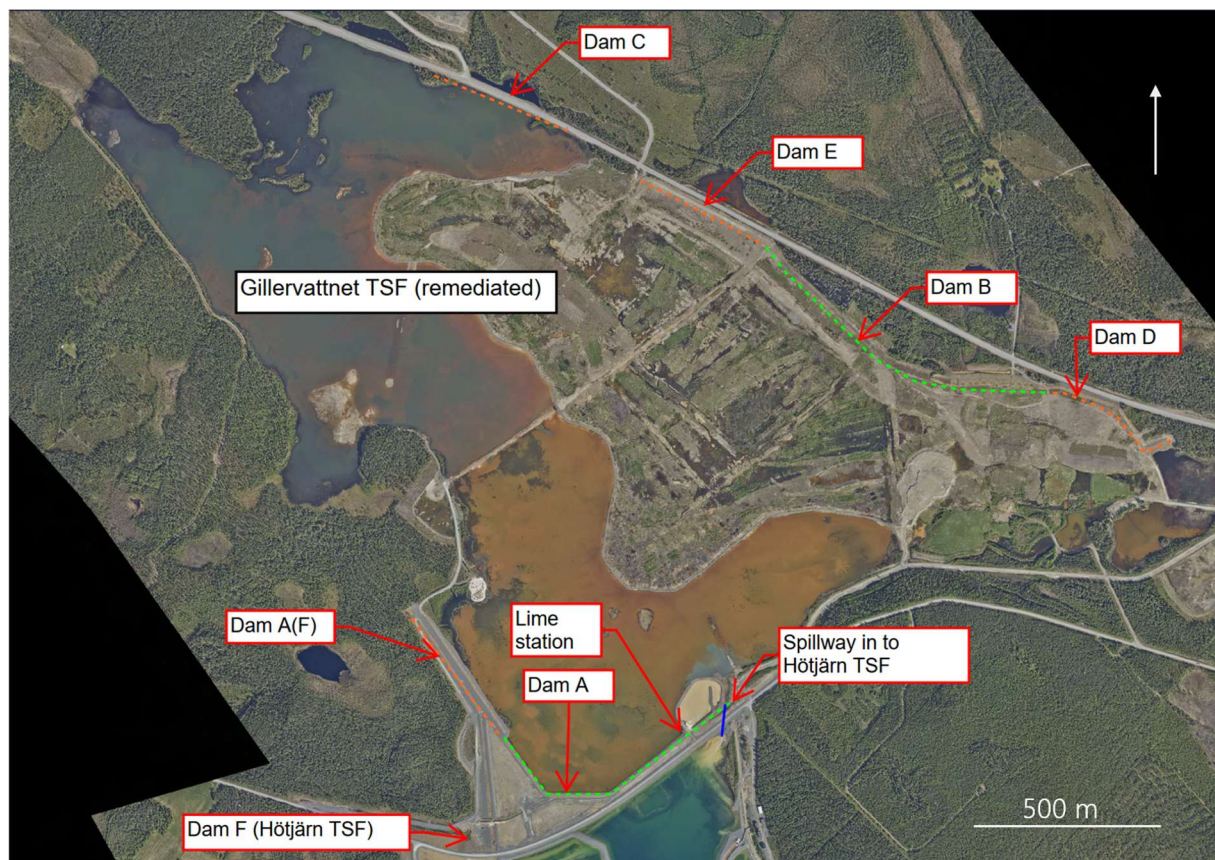 Dam C
Dam E
Gillervattnet TSF (remediated)
Dam B
Dam D
Dam A(F)
Lime
station
Spillway in to
Hötjärn TSF
Dam A
Dam F (Hötjärn TSF)
500 m